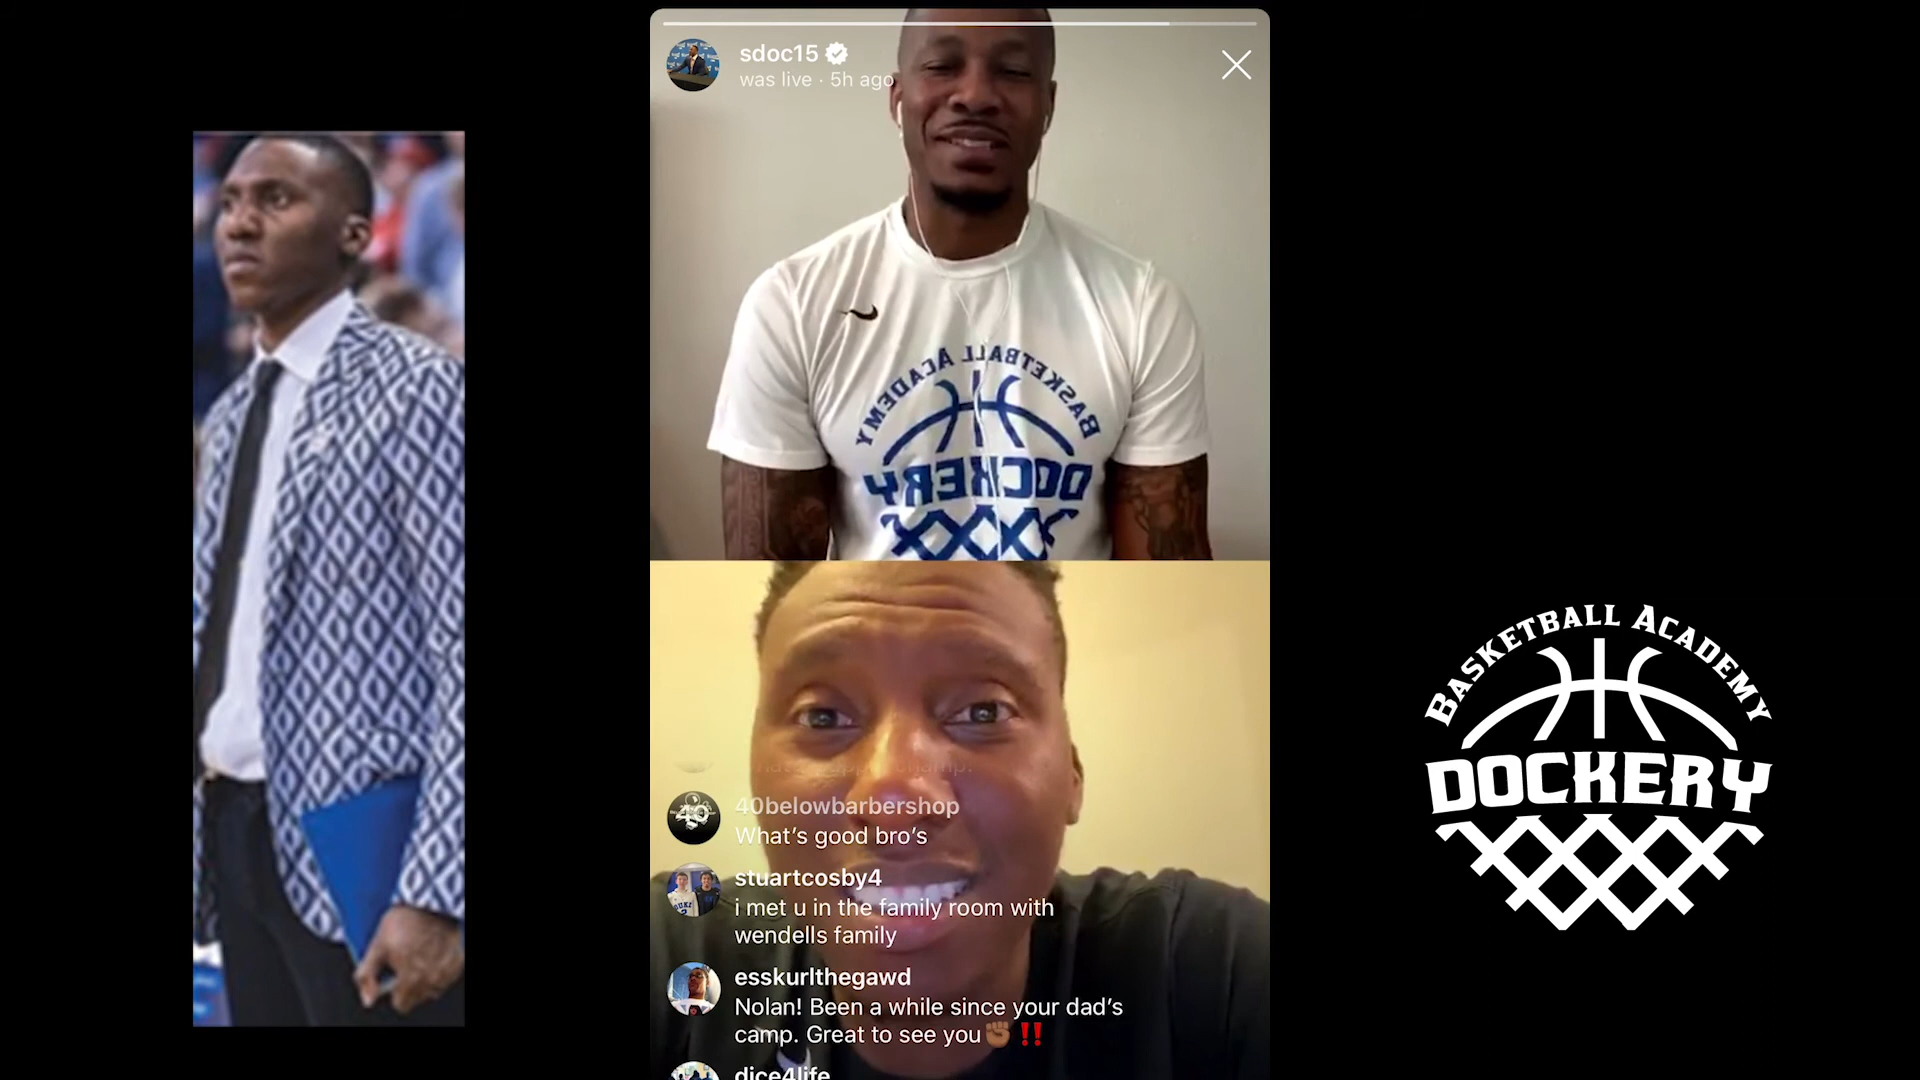 sdoc15
was live · 5h ago
BASKETBALL ACADEMY
DOCKERY
40belowbarbershop
What's good bro's
stuartcosby4
i met u in the family room with
wendells family
esskurlthegawd
Nolan! Been a while since your dad's
camp. Great to see you✊🏾 ‼️
dice4life
BASKETBALL ACADEMY
DOCKERY